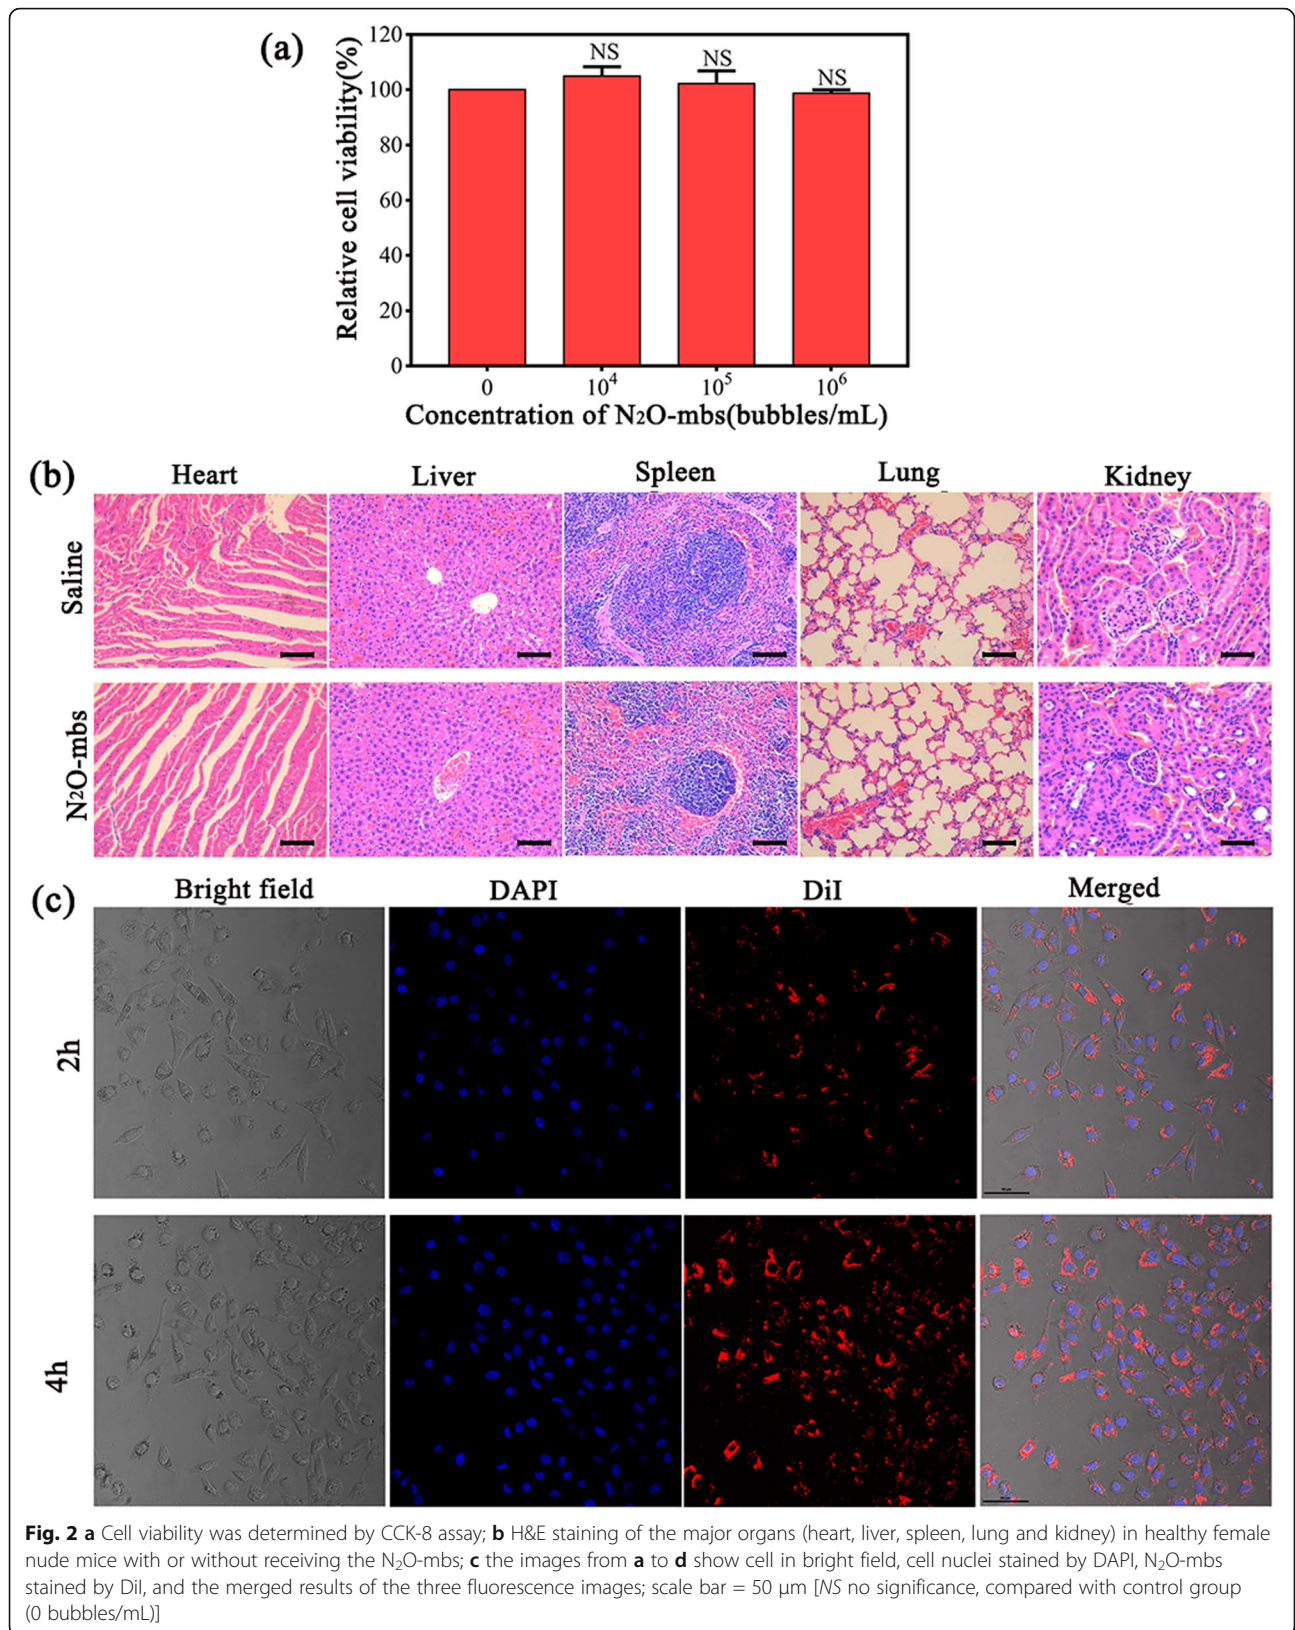 (a)
Relative cell viability(%)
120
100
80
60
40
20
0
NS
NS
NS
0
10⁴
10⁵
10⁶
Concentration of N₂O-mbs(bubbles/mL)
(b)
Heart
Liver
Spleen
Lung
Kidney
Saline
N₂O-mbs
(c)
Bright field
DAPI
DiI
Merged
2h
4h
Fig. 2 a Cell viability was determined by CCK-8 assay; b H&E staining of the major organs (heart, liver, spleen, lung and kidney) in healthy female
nude mice with or without receiving the N₂O-mbs; c the images from a to d show cell in bright field, cell nuclei stained by DAPI, N₂O-mbs
stained by DiI, and the merged results of the three fluorescence images; scale bar = 50 μm [NS no significance, compared with control group
(0 bubbles/mL)]